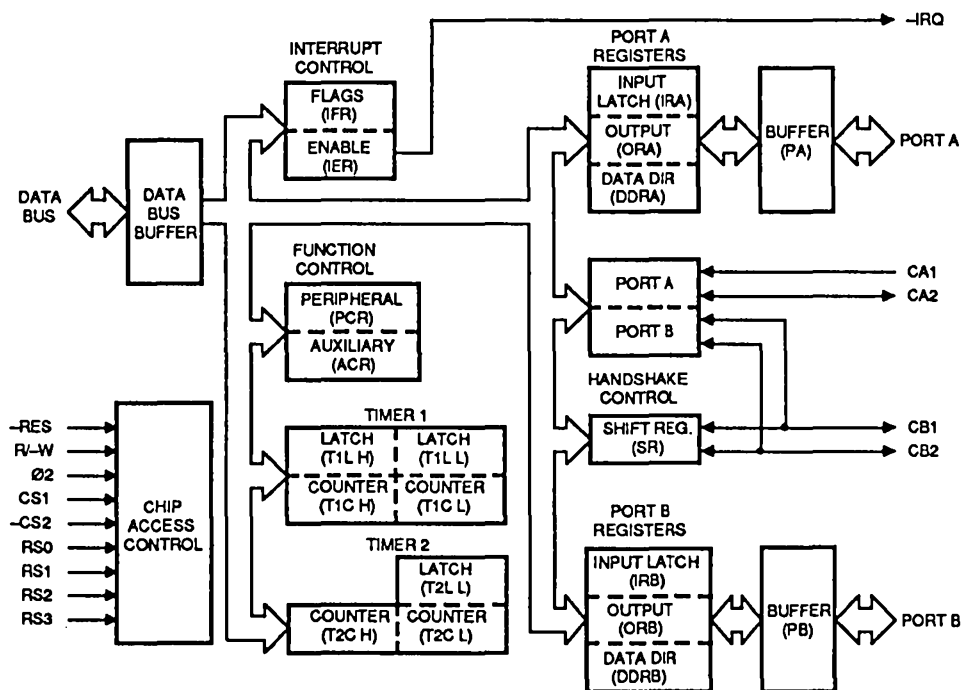 –IRQ
INTERRUPT
CONTROL
FLAGS
(IFR)
ENABLE
(IER)
PORT A
REGISTERS
INPUT
LATCH (IRA)
OUTPUT
(ORA)
DATA DIR
(DDRA)
BUFFER
(PA)
PORT A
DATA
BUS
DATA
BUS
BUFFER
FUNCTION
CONTROL
PERIPHERAL
(PCR)
AUXILIARY
(ACR)
PORT A
PORT B
CA1
CA2
HANDSHAKE
CONTROL
SHIFT REG.
(SR)
CB1
CB2
–RES
R/–W
Ø2
CS1
–CS2
RS0
RS1
RS2
RS3
CHIP
ACCESS
CONTROL
TIMER 1
LATCH
(T1L H)
LATCH
(T1L L)
COUNTER
(T1C H)
COUNTER
(T1C L)
TIMER 2
LATCH
(T2L L)
COUNTER
(T2C H)
COUNTER
(T2C L)
PORT B
REGISTERS
INPUT LATCH
(IRB)
OUTPUT
(ORB)
DATA DIR
(DDRB)
BUFFER
(PB)
PORT B